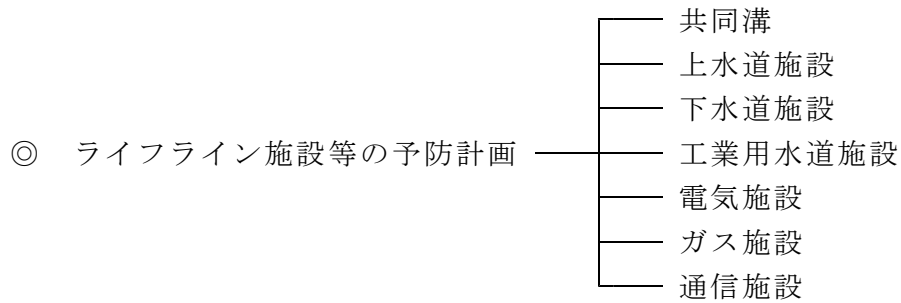 共同溝
上水道施設
下水道施設
◎ ライフライン施設等の予防計画
工業用水道施設
電気施設
ガス施設
通信施設